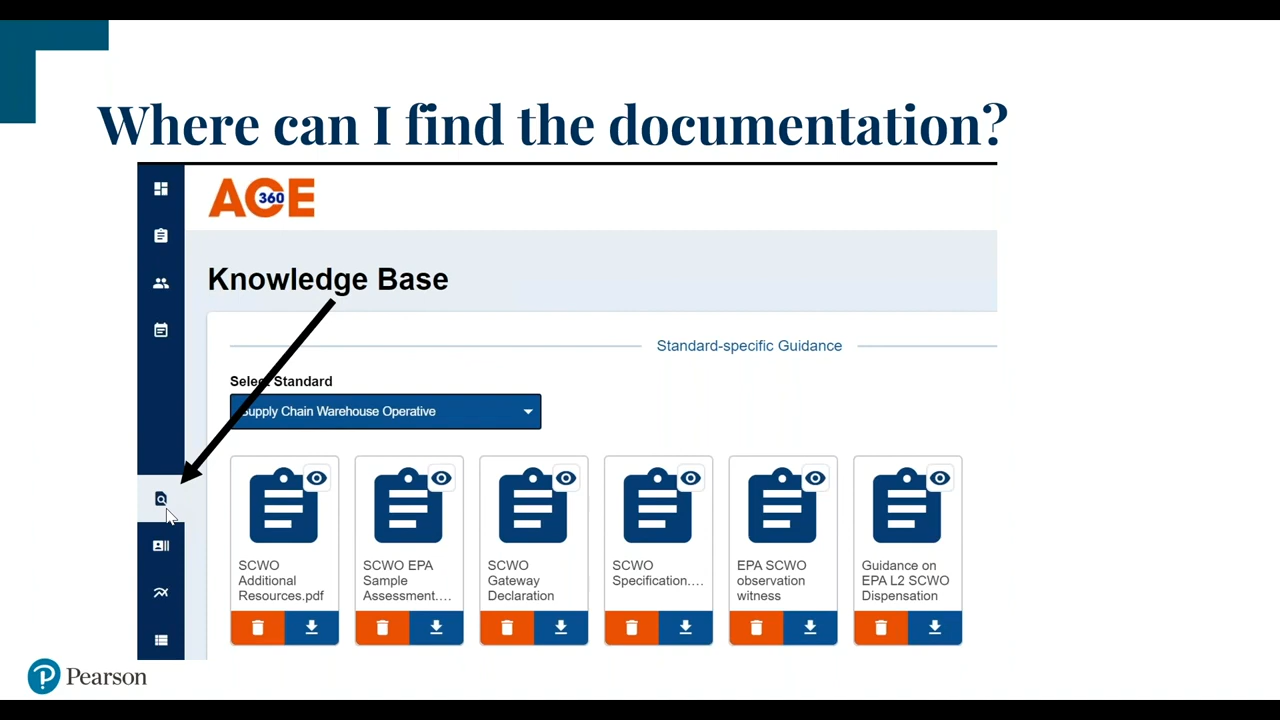 Where can I find the documentation?
ACE
360
Knowledge Base
Standard-specific Guidance
Select Standard
Supply Chain Warehouse Operative
SCWO
Additional
Resources.pdf
SCWO EPA
Sample
Assessment....
SCWO
Gateway
Declaration
SCWO
Specification....
EPA SCWO
observation
witness
Guidance on
EPA L2 SCWO
Dispensation
Pearson